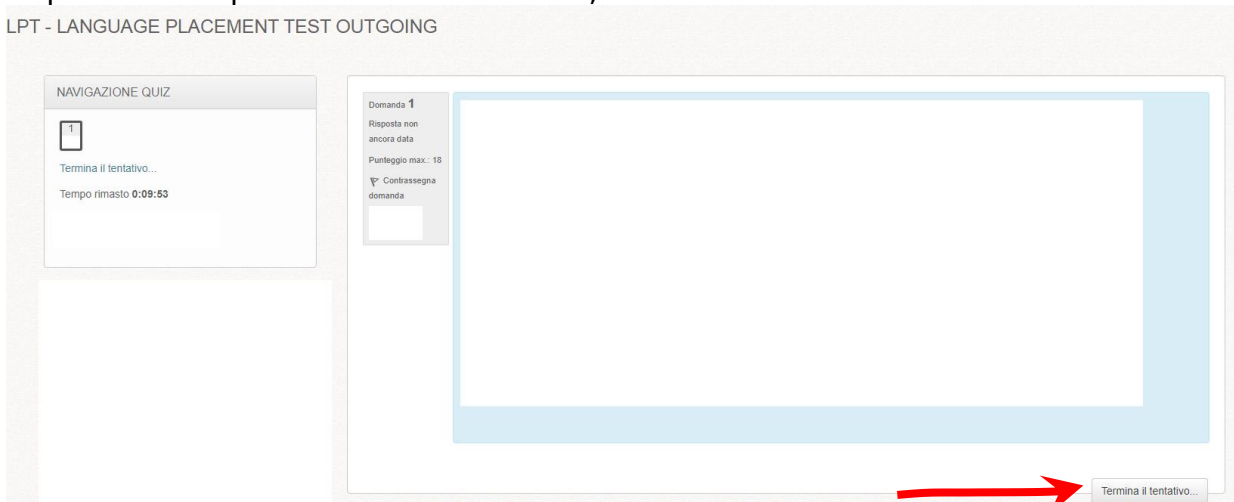 LPT - LANGUAGE PLACEMENT TEST OUTGOING
NAVIGAZIONE QUIZ
1
Termina il tentativo...
Tempo rimasto 0:09:53
Domanda 1
Risposta non
ancora data
Punteggio max.: 18
Contrassegna
domanda
Termina il tentativo...